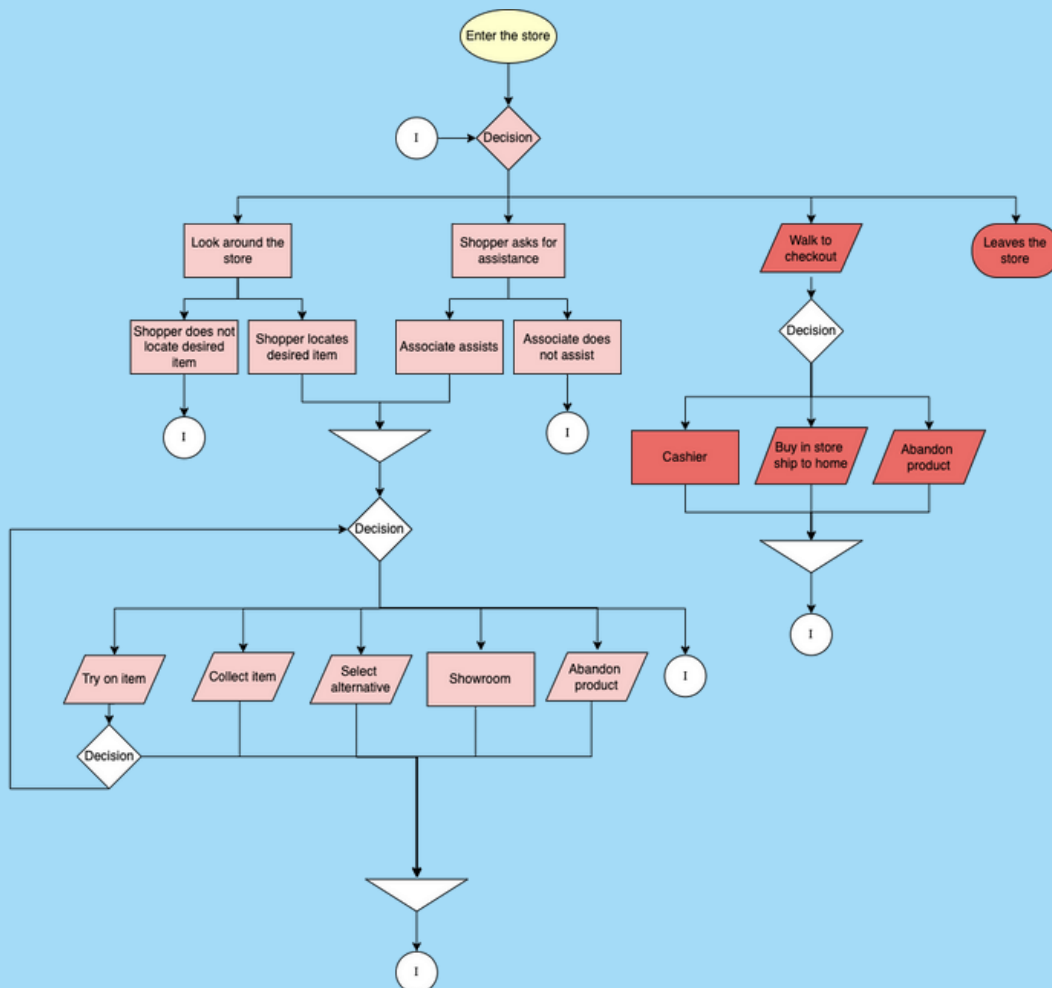 Enter the store
I
Decision
Look around the
store
Shopper asks for
assistance
Walk to
checkout
Leaves the
store
Shopper does not
locate desired
item
Shopper locates
desired item
Associate assists
Associate does
not assist
Decision
I
I
Cashier
Buy in store
ship to home
Abandon
product
Decision
I
Try on item
Collect item
Select
alternative
Showroom
Abandon
product
I
Decision
I